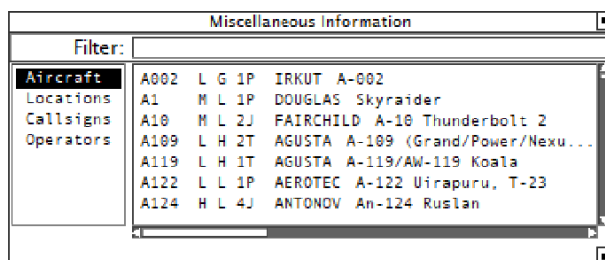 Miscellaneous Information
Filter:
Aircraft
Locations
Callsigns
Operators
A002 L G 1P IRKUT A-002
A1 M L 1P DOUGLAS Skyraider
A10 M L 2J FAIRCHILD A-10 Thunderbolt 2
A109 L H 2T AGUSTA A-109 (Grand/Power/Nexu...
A119 L H 1T AGUSTA A-119/AW-119 Koala
A122 L L 1P AEROTEC A-122 Uirapuru, T-23
A124 H L 4J ANTONOV An-124 Ruslan